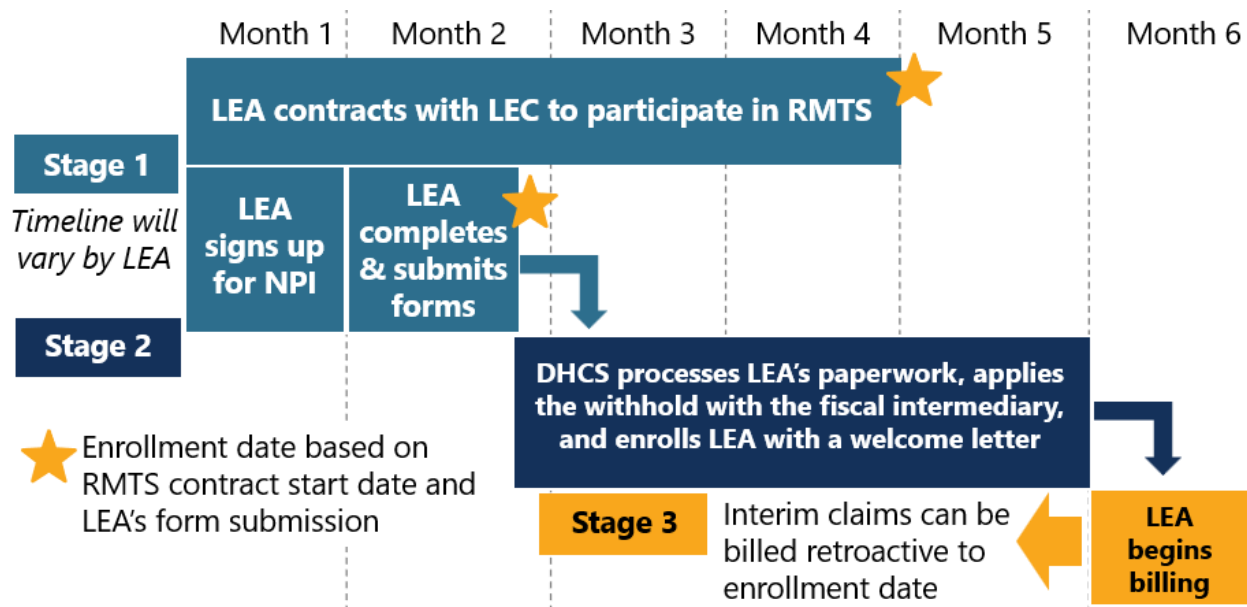 Month 1
Month 2
Month 3
Month 4
Month 5
Month 6
LEA contracts with LEC to participate in RMTS
Stage 1
Timeline will
vary by LEA
LEA
signs up
for NPI
LEA
completes
& submits
forms
Stage 2
DHCS processes LEA’s paperwork, applies
the withhold with the fiscal intermediary,
and enrolls LEA with a welcome letter
Enrollment date based on
RMTS contract start date and
LEA’s form submission
Stage 3
Interim claims can be
billed retroactive to
enrollment date
LEA
begins
billing